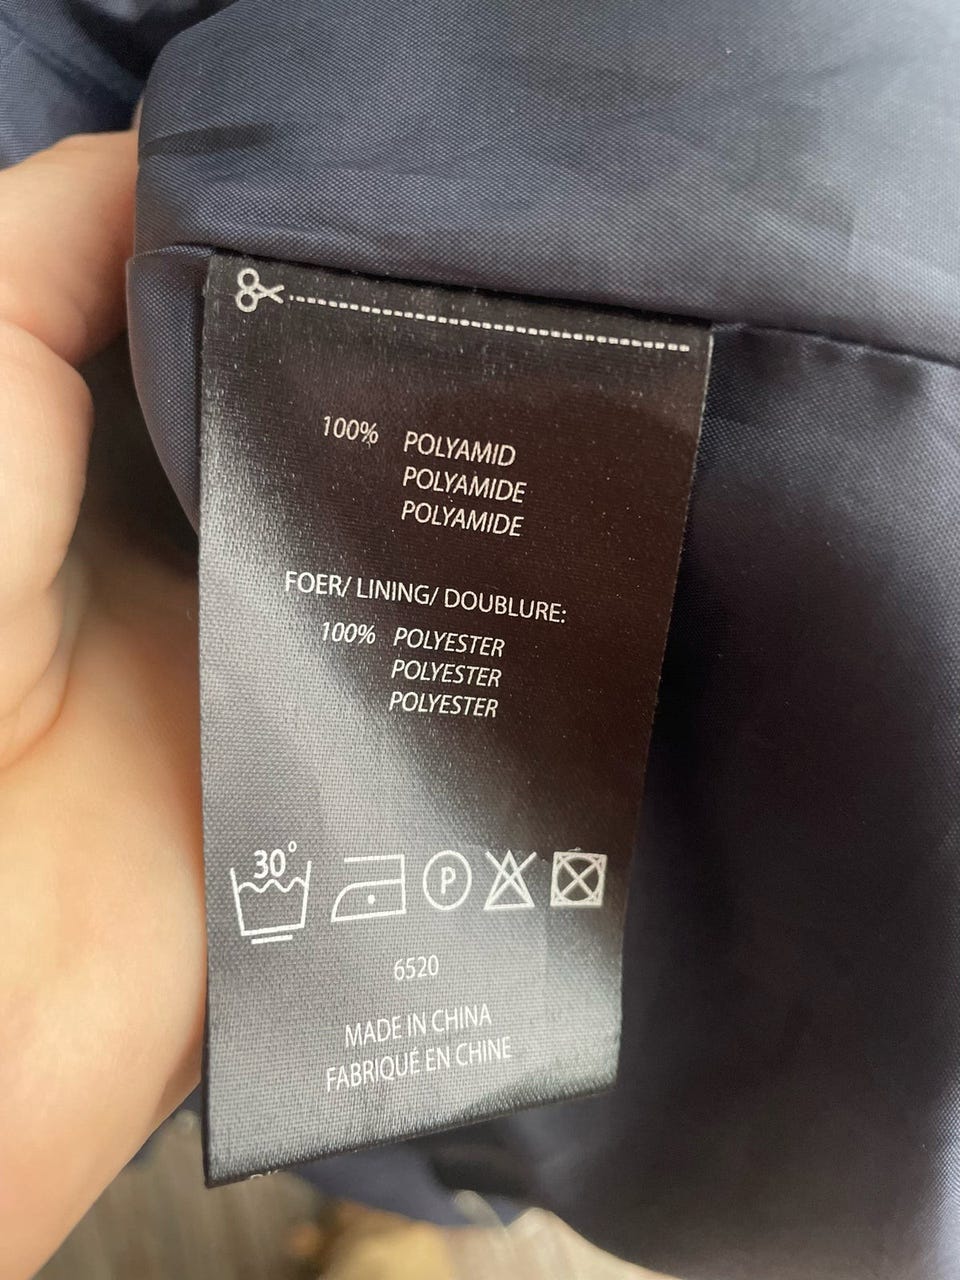 100% POLYAMID
POLYAMIDE
POLYAMIDE
FOER/ LINING/ DOUBLURE:
100% POLYESTER
POLYESTER
POLYESTER
30°
P
6520
MADE IN CHINA
FABRIQUÉ EN CHINE